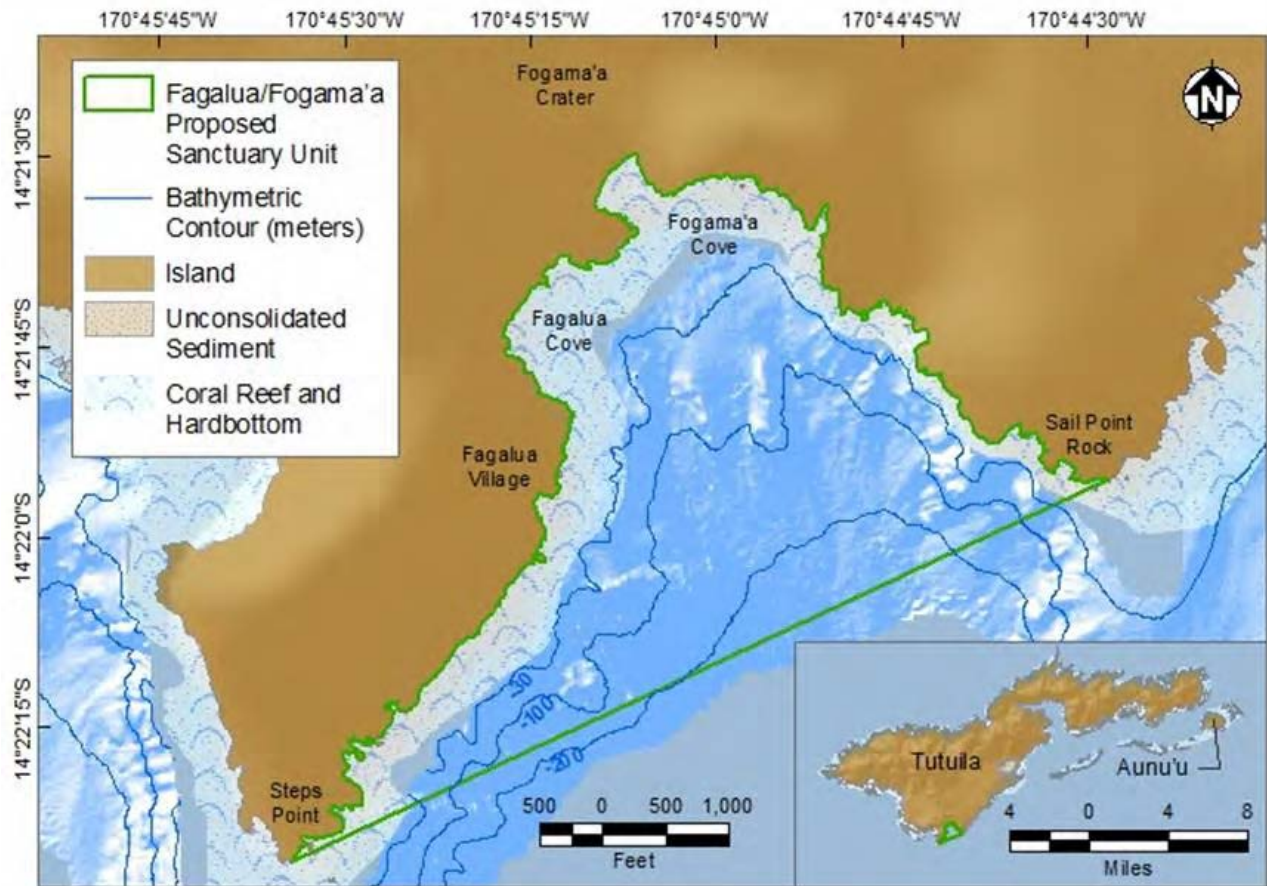 170°45'45"W
170°45'30"W
170°45'15"W
170°45'0"W
170°44'45"W
170°44'30"W
14°21'30"S
14°21'45"S
14°22'0"S
14°22'15"S
Fagalua/Fogama'a
Proposed
Sanctuary Unit
Bathymetric
Contour (meters)
Island
Unconsolidated
Sediment
Coral Reef and
Hardbottom
Fogama'a
Crater
N
Fogama'a
Cove
Fagalua
Cove
Fagalua
Village
Sail Point
Rock
Steps
Point
-50
-100
-200
500 0 500 1,000
Feet
Tutuila
Aunu'u
4 0 4 8
Miles